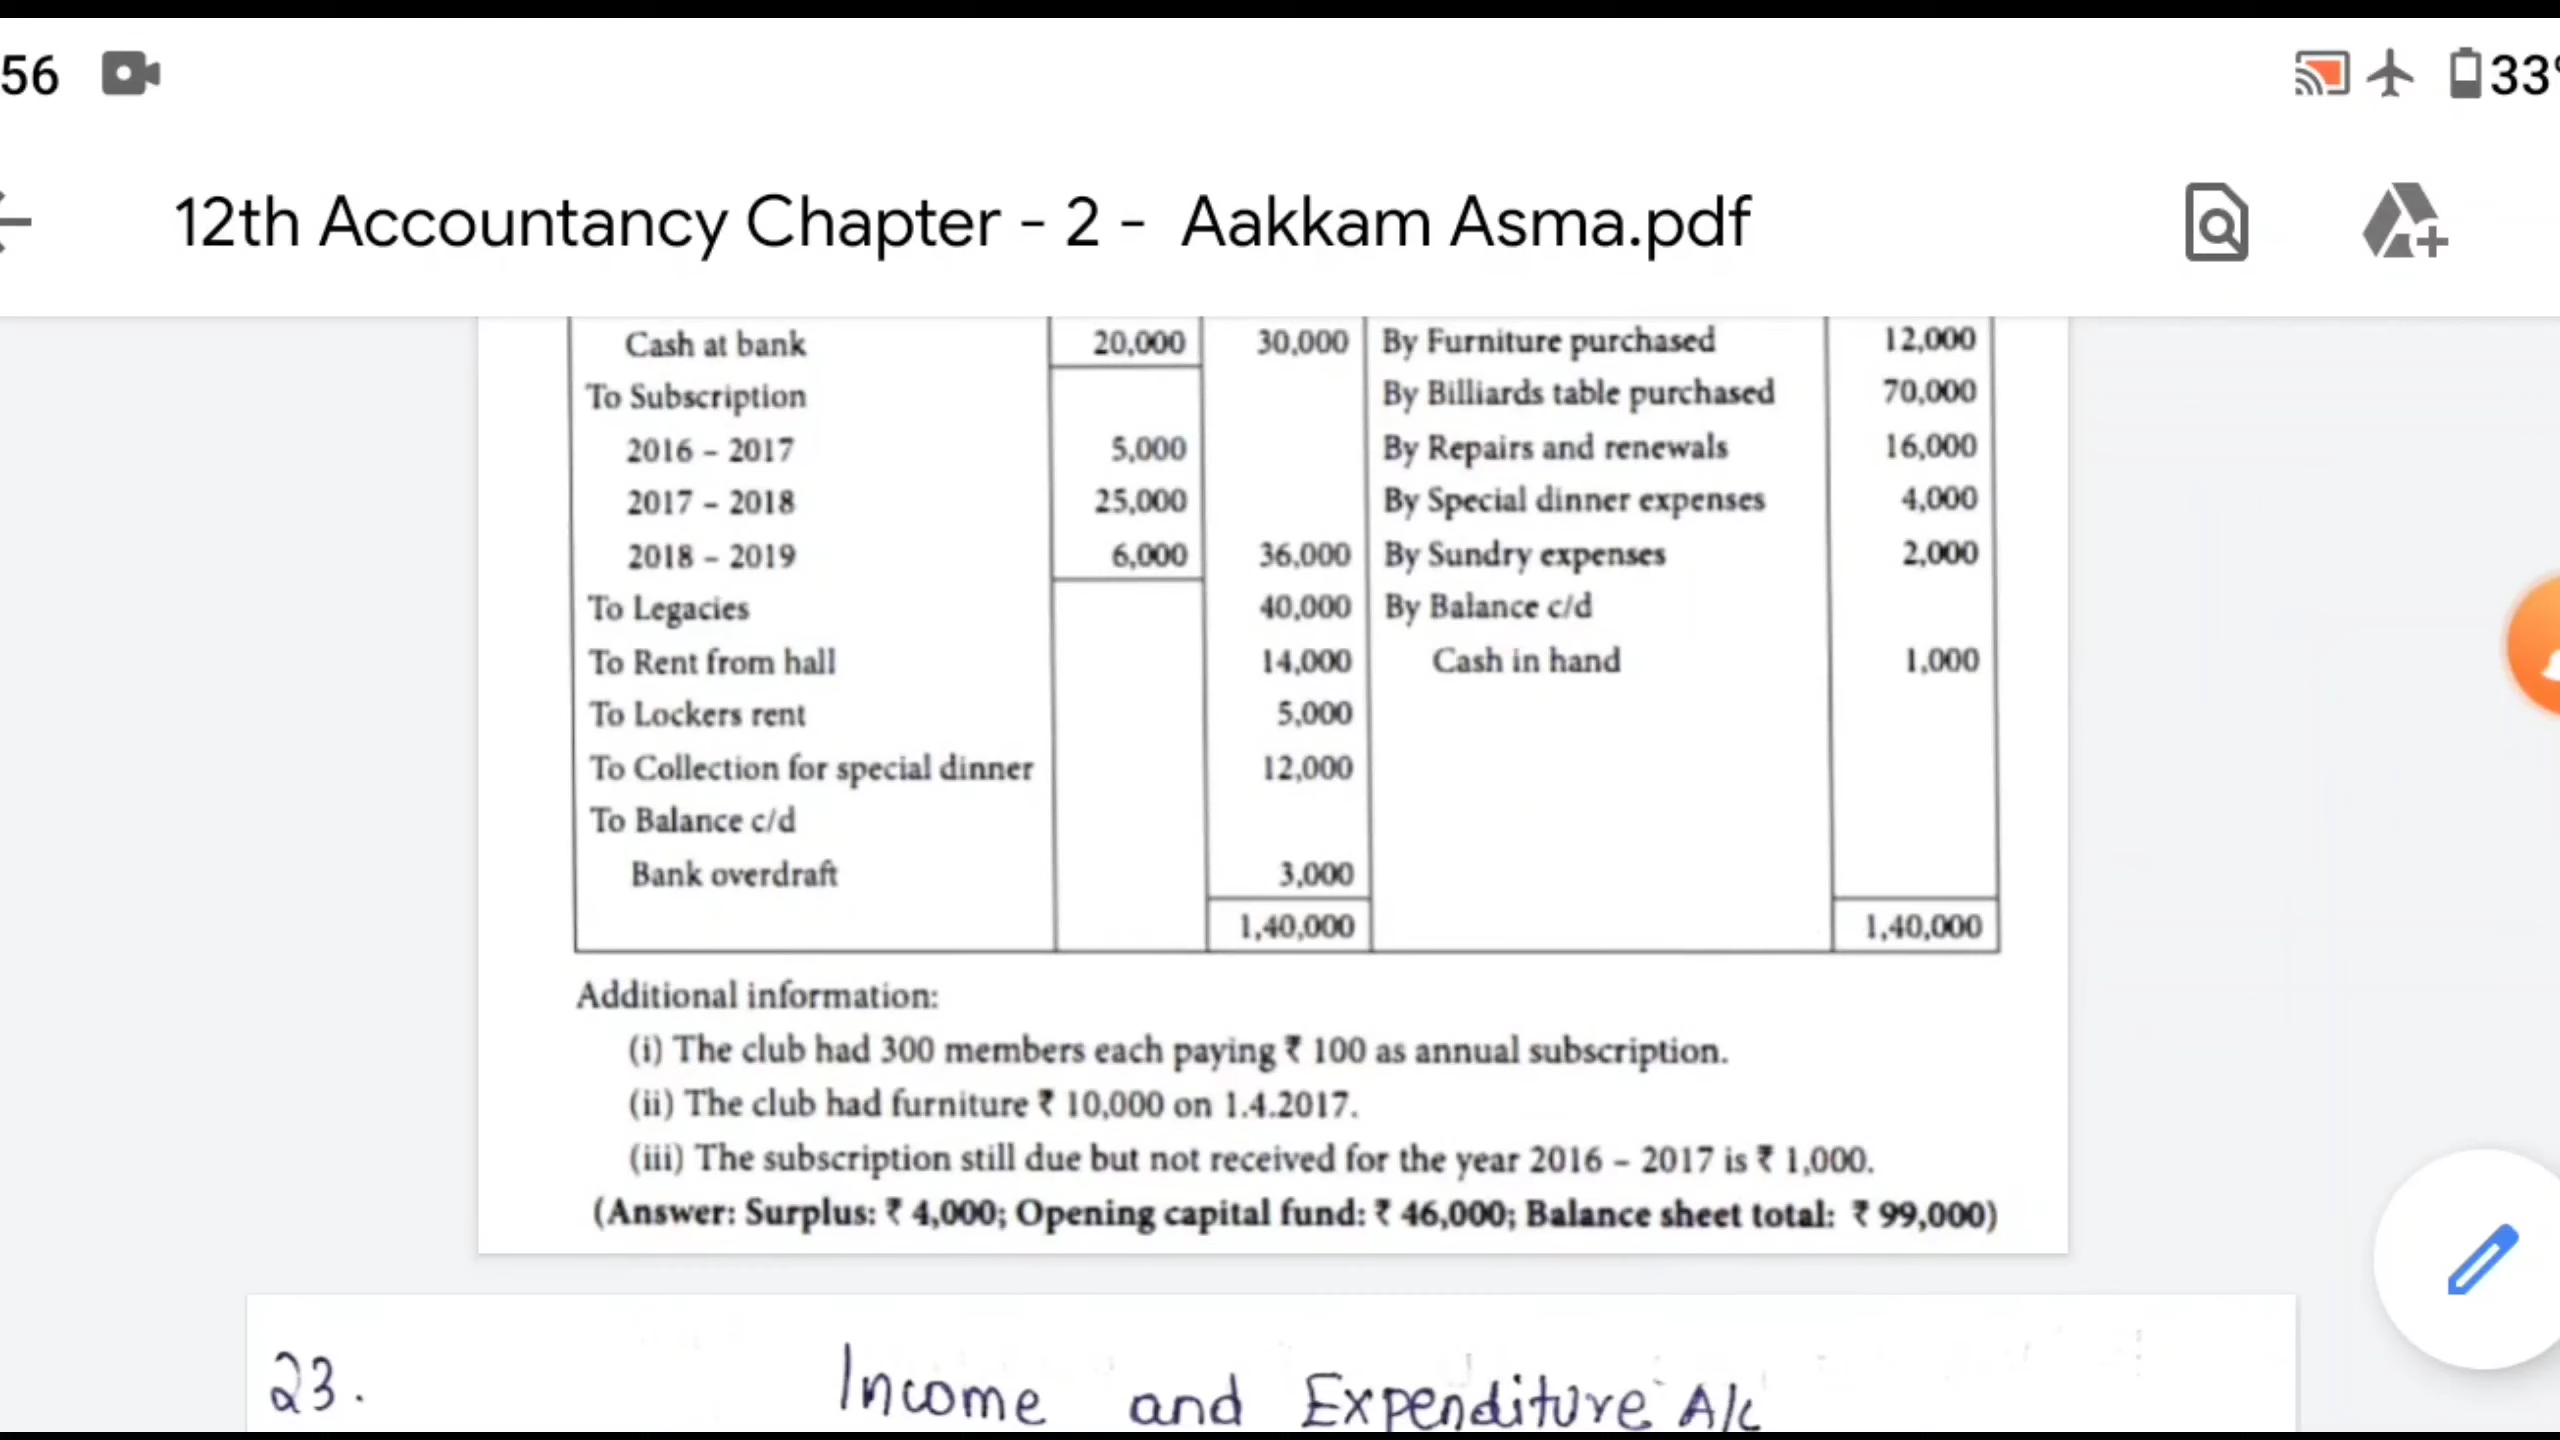 56
33
12th Accountancy Chapter - 2 - Aakkam Asma.pdf
Cash at bank 20,000 30,000 By Furniture purchased 12,000
To Subscription By Billiards table purchased 70,000
2016 – 2017 5,000 By Repairs and renewals 16,000
2017 – 2018 25,000 By Special dinner expenses 4,000
2018 – 2019 6,000 36,000 By Sundry expenses 2,000
To Legacies 40,000 By Balance c/d
To Rent from hall 14,000 Cash in hand 1,000
To Lockers rent 5,000
To Collection for special dinner 12,000
To Balance c/d
Bank overdraft 3,000
1,40,000 1,40,000
Additional information:
(i) The club had 300 members each paying ₹ 100 as annual subscription.
(ii) The club had furniture ₹ 10,000 on 1.4.2017.
(iii) The subscription still due but not received for the year 2016 – 2017 is ₹ 1,000.
(Answer: Surplus: ₹ 4,000; Opening capital fund: ₹ 46,000; Balance sheet total: ₹ 99,000)
23. Income and Expenditure A/c